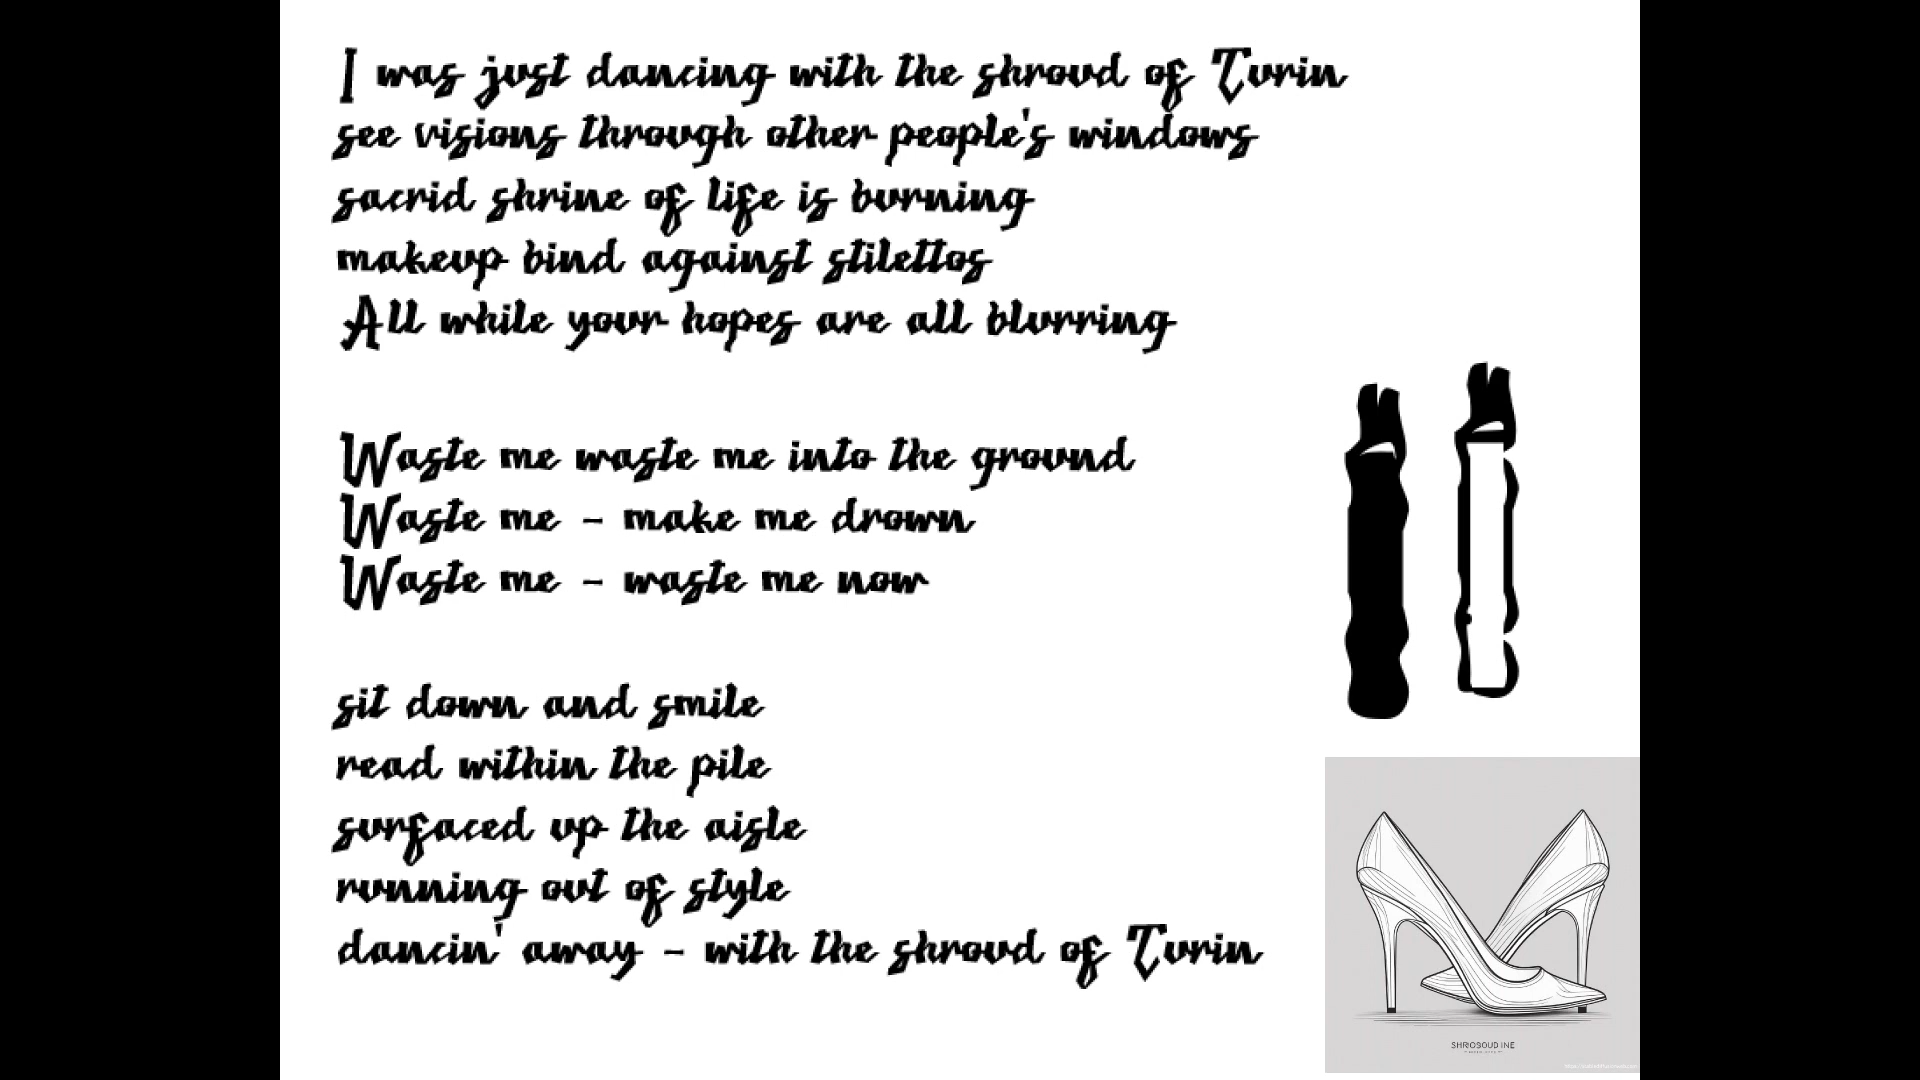 I was just dancing with the shroud of Turin
see visions through other people's windows
sacrid shrine of life is burning
makeup bind against stilettos
All while your hopes are all blurring
Waste me waste me into the ground
Waste me - make me drown
Waste me - waste me now
sit down and smile
read within the pile
surfaced up the aisle
running out of style
dancin' away - with the shroud of Turin
SHRIOSOUD INE